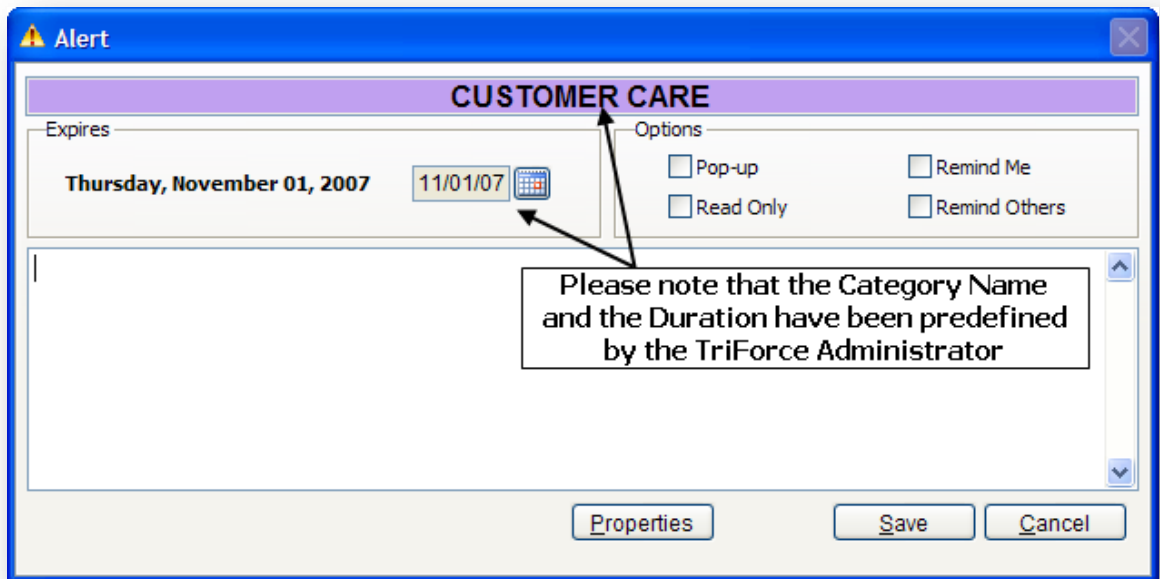 Alert
CUSTOMER CARE
Expires
Thursday, November 01, 2007 11/01/07
Options
Pop-up Remind Me
Read Only Remind Others
Please note that the Category Name
and the Duration have been predefined
by the TriForce Administrator
Properties Save Cancel